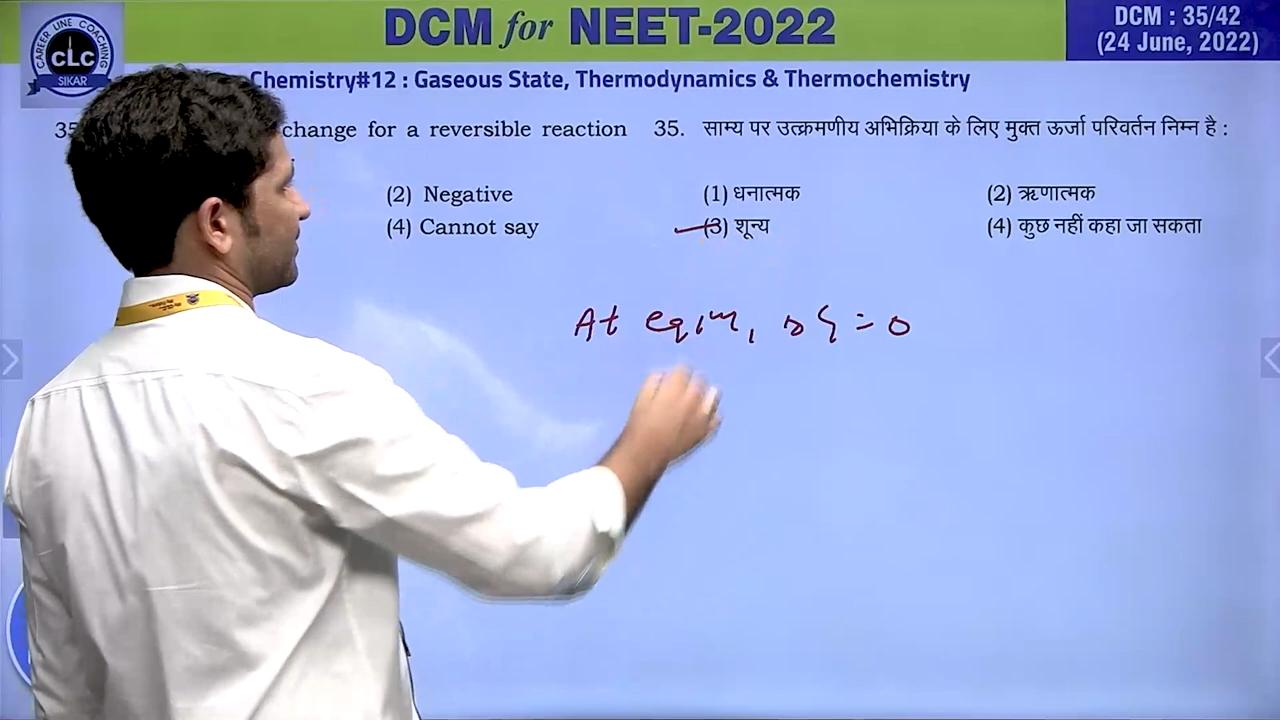 DCM for NEET-2022
DCM : 35/42
(24 June, 2022)
CAREER LINE COACHING
CLC
SIKAR
Chemistry#12 : Gaseous State, Thermodynamics & Thermochemistry
change for a reversible reaction
(2) Negative
(4) Cannot say
35. साम्य पर उत्क्रमणीय अभिक्रिया के लिए मुक्त ऊर्जा परिवर्तन निम्न है :
(1) धनात्मक (2) ऋणात्मक
(3) शून्य (4) कुछ नहीं कहा जा सकता
At eqm, ΔG = 0